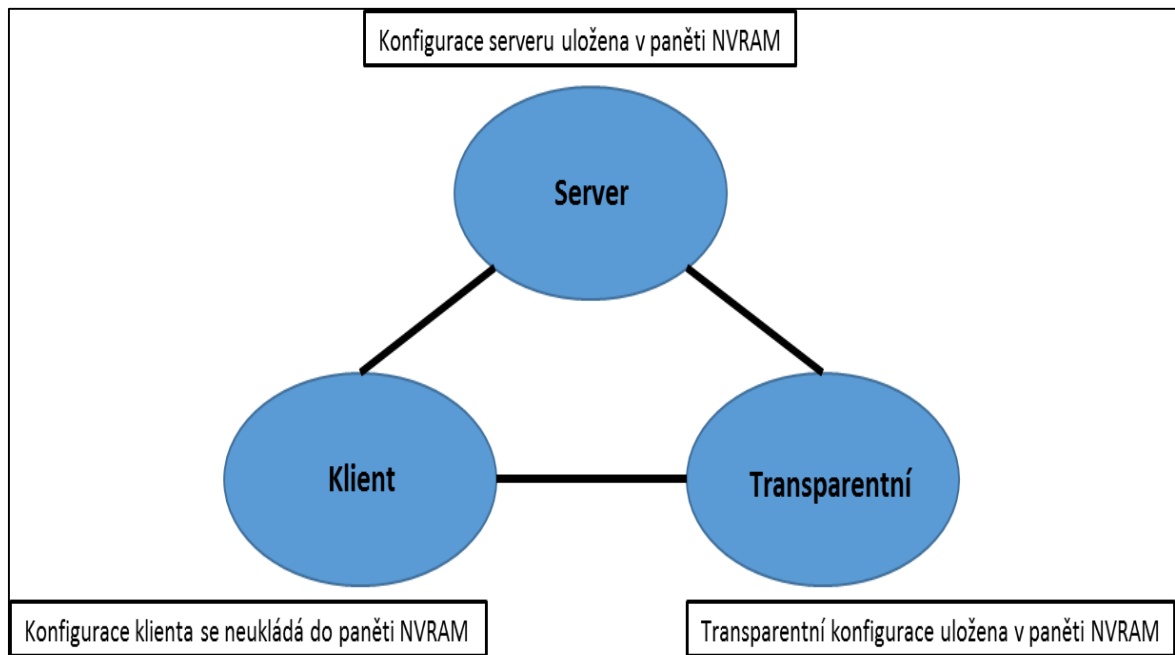 Konfigurace serveru uložena v paněti NVRAM
Server
Klient
Transparentní
Konfigurace klienta se neukládá do paněti NVRAM
Transparentní konfigurace uložena v paněti NVRAM